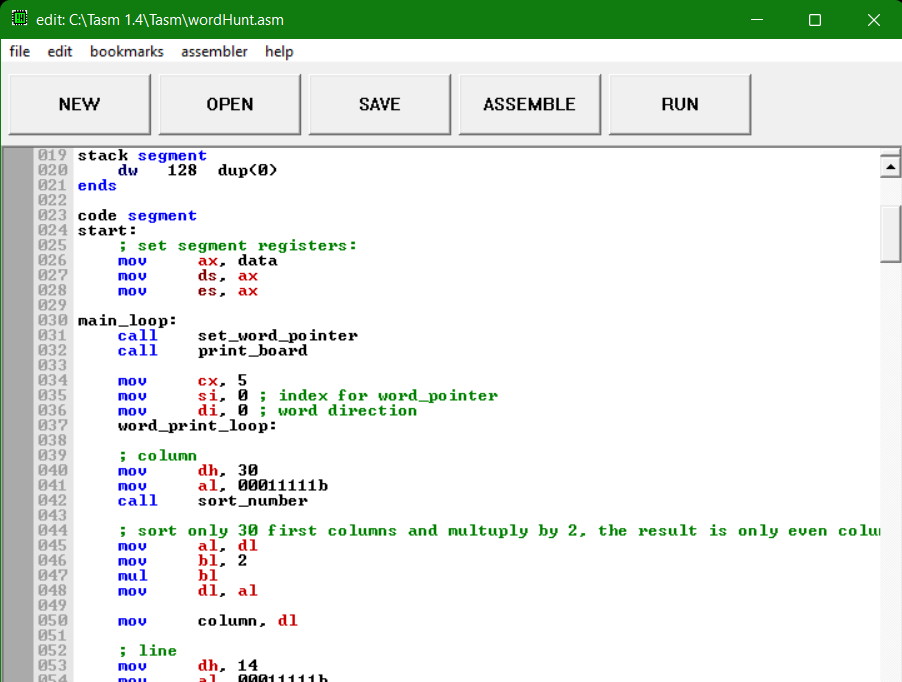 edit: C:\Tasm 1.4\Tasm\wordHunt.asm
file edit bookmarks assembler help
NEW OPEN SAVE ASSEMBLE RUN
019 stack segment
020 dw 128 dup(0)
021 ends
022
023 code segment
024 start:
025 ; set segment registers:
026 mov ax, data
027 mov ds, ax
028 mov es, ax
029
030 main_loop:
031 call set_word_pointer
032 call print_board
033
034 mov cx, 5
035 mov si, 0 ; index for word_pointer
036 mov di, 0 ; word direction
037 word_print_loop:
038
039 ; column
040 mov dh, 30
041 mov al, 00011111b
042 call sort_number
043
044 ; sort only 30 first columns and multuply by 2, the result is only even colu
045 mov al, dl
046 mov bl, 2
047 mul bl
048 mov dl, al
049
050 mov column, dl
051
052 ; line
053 mov dh, 14
054 mov al, 00011111b